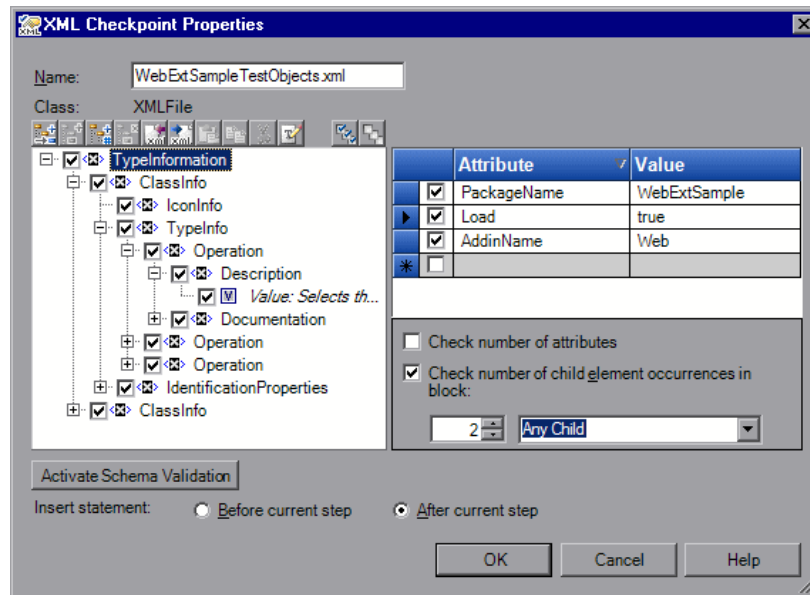 XML Checkpoint Properties
Name: WebExtSampleTestObjects.xml
Class: XMLFile
TypeInformation
ClassInfo
IconInfo
TypeInfo
Operation
Description
Value: Selects th...
Documentation
Operation
Operation
IdentificationProperties
ClassInfo
Attribute Value
PackageName WebExtSample
Load true
AddinName Web
Check number of attributes
Check number of child element occurrences in
block:
2 Any Child
Activate Schema Validation
Insert statement: Before current step After current step
OK Cancel Help